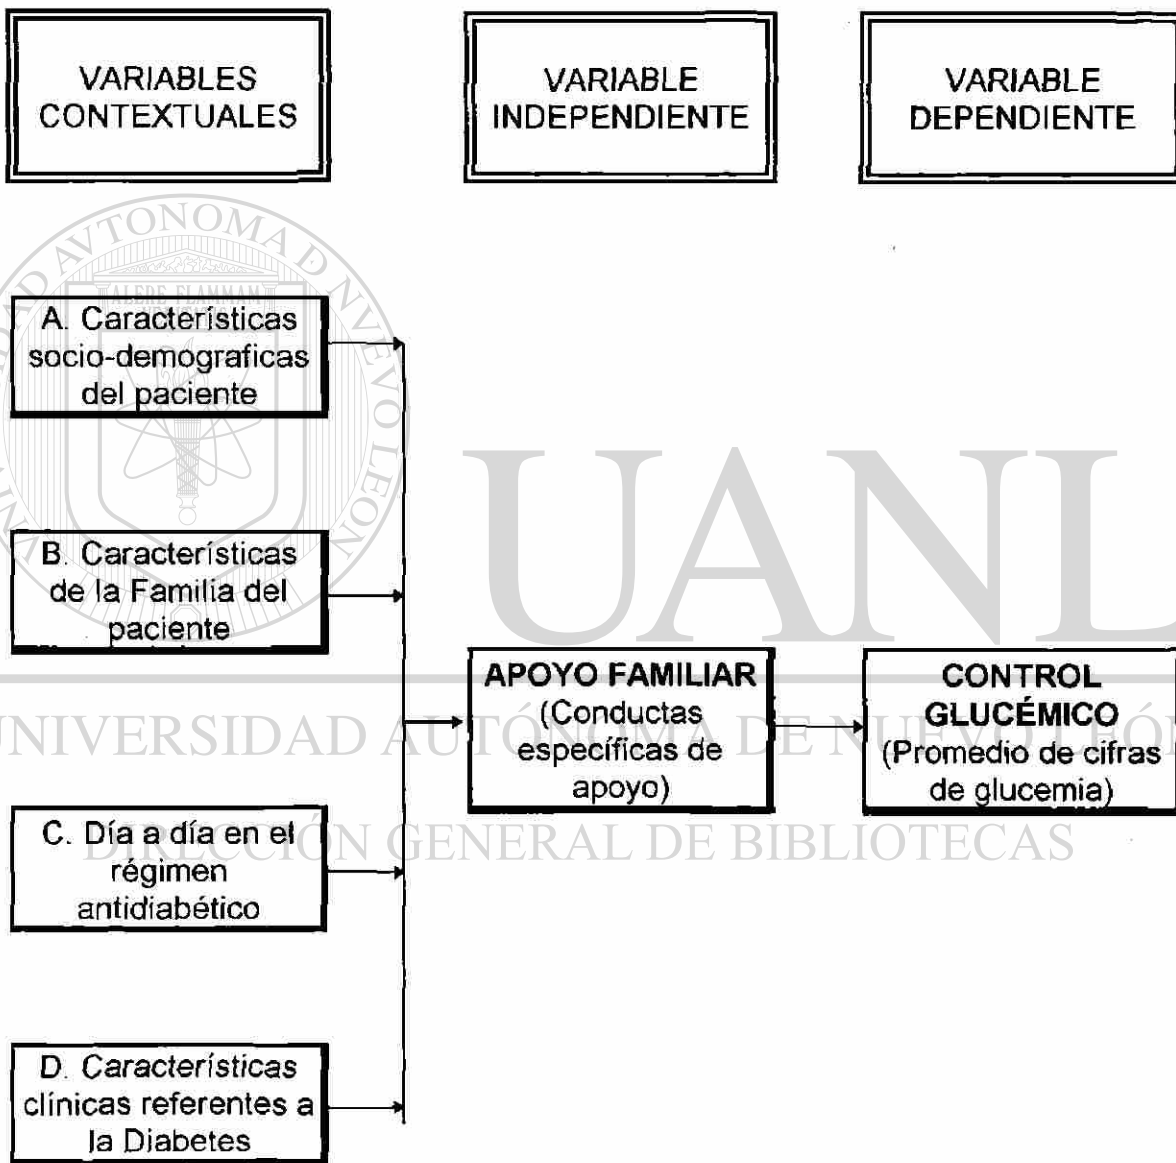 VARIABLES
CONTEXTUALES
VARIABLE
INDEPENDIENTE
VARIABLE
DEPENDIENTE
A. Características
socio-demograficas
del paciente
B. Características
de la Familia del
paciente
C. Día a día en el
régimen
antidiabético
D. Características
clínicas referentes a
la Diabetes
APOYO FAMILIAR
(Conductas
específicas de
apoyo)
CONTROL
GLUCÉMICO
(Promedio de cifras
de glucemia)
UANL
UNIVERSIDAD AUTÓNOMA DE NUEVO LEÓN
DIRECCIÓN GENERAL DE BIBLIOTECAS
ALERE FLAMMAM